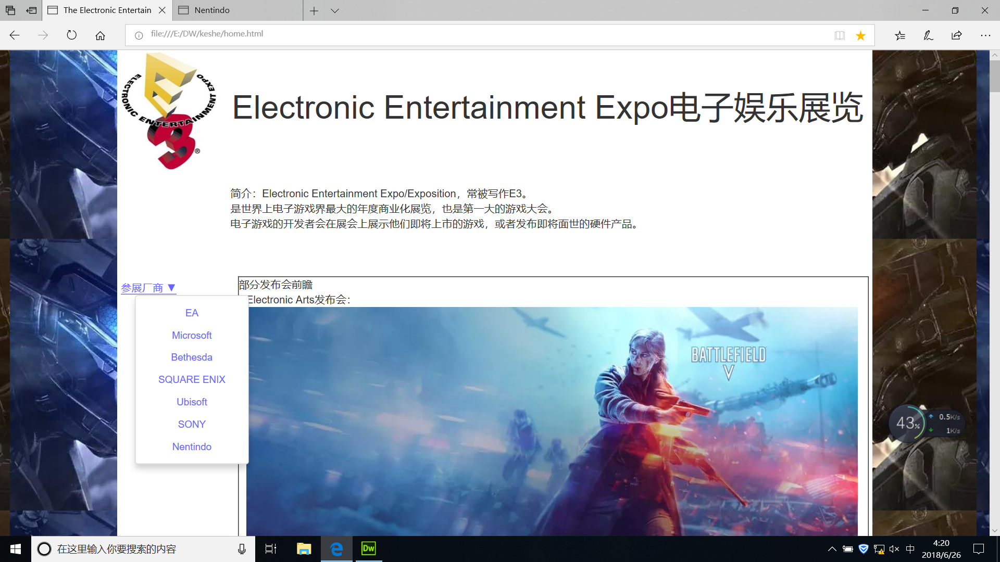 The Electronic Entertain
Nentindo
file:///E:/DW/keshe/home.html
ELECTRONIC ENTERTAINMENT EXPO
E3®
Electronic Entertainment Expo电子娱乐展览
简介：Electronic Entertainment Expo/Exposition，常被写作E3。
是世界上电子游戏界最大的年度商业化展览，也是第一大的游戏大会。
电子游戏的开发者会在展会上展示他们即将上市的游戏，或者发布即将面世的硬件产品。
参展厂商 ▼
EA
Microsoft
Bethesda
SQUARE ENIX
Ubisoft
SONY
Nentindo
部分发布会前瞻
Electronic Arts发布会：
BATTLEFIELD
V
43%
0.5K/s
1K/s
在这里输入你要搜索的内容
Dw
中
4:20
2018/6/26